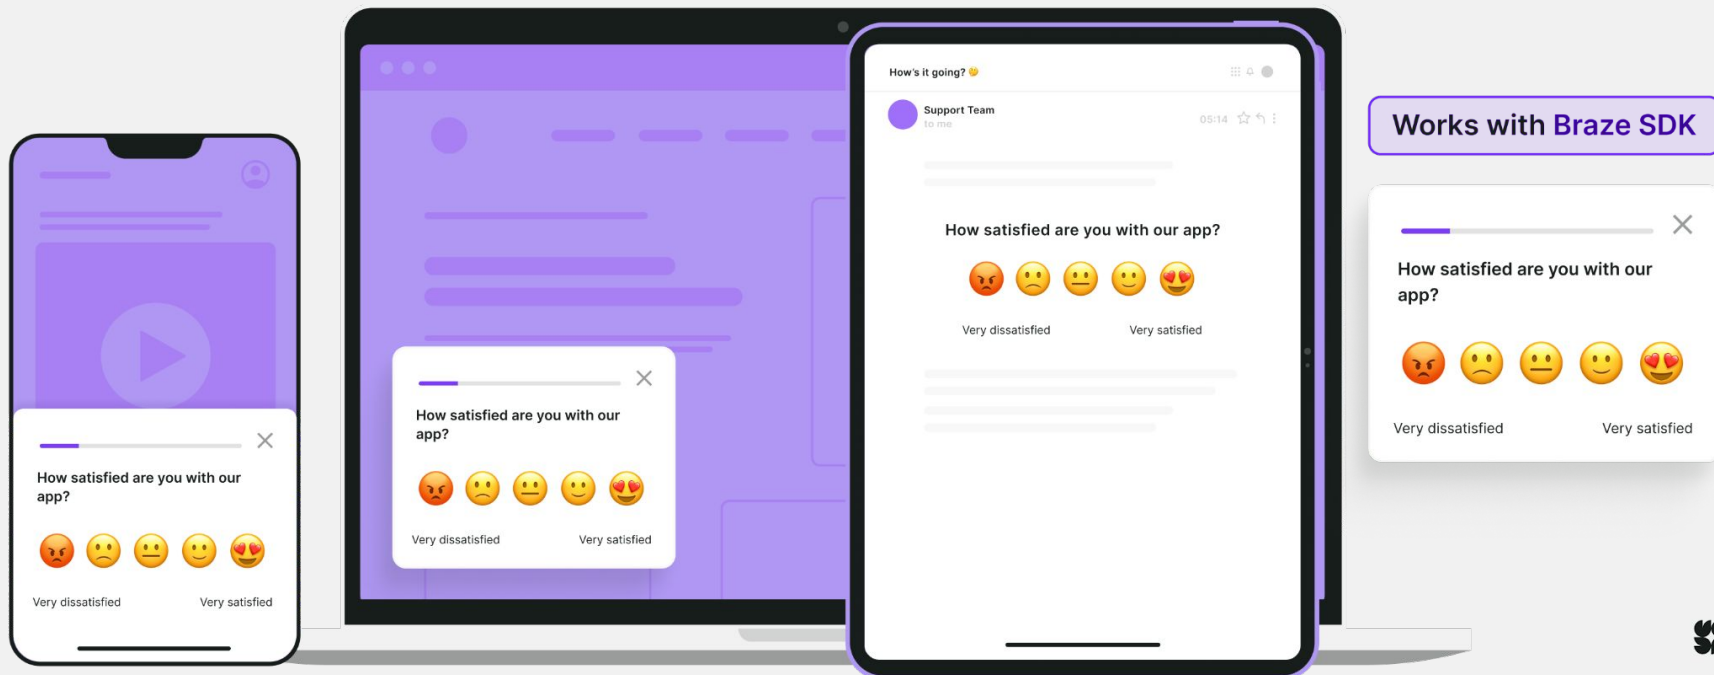 How satisfied are you with our
app?
Very dissatisfied
Very satisfied
How satisfied are you with our
app?
Very dissatisfied
Very satisfied
How's it going?
Support Team
to me
05:14
How satisfied are you with our app?
Very dissatisfied
Very satisfied
Works with Braze SDK
How satisfied are you with our
app?
Very dissatisfied
Very satisfied